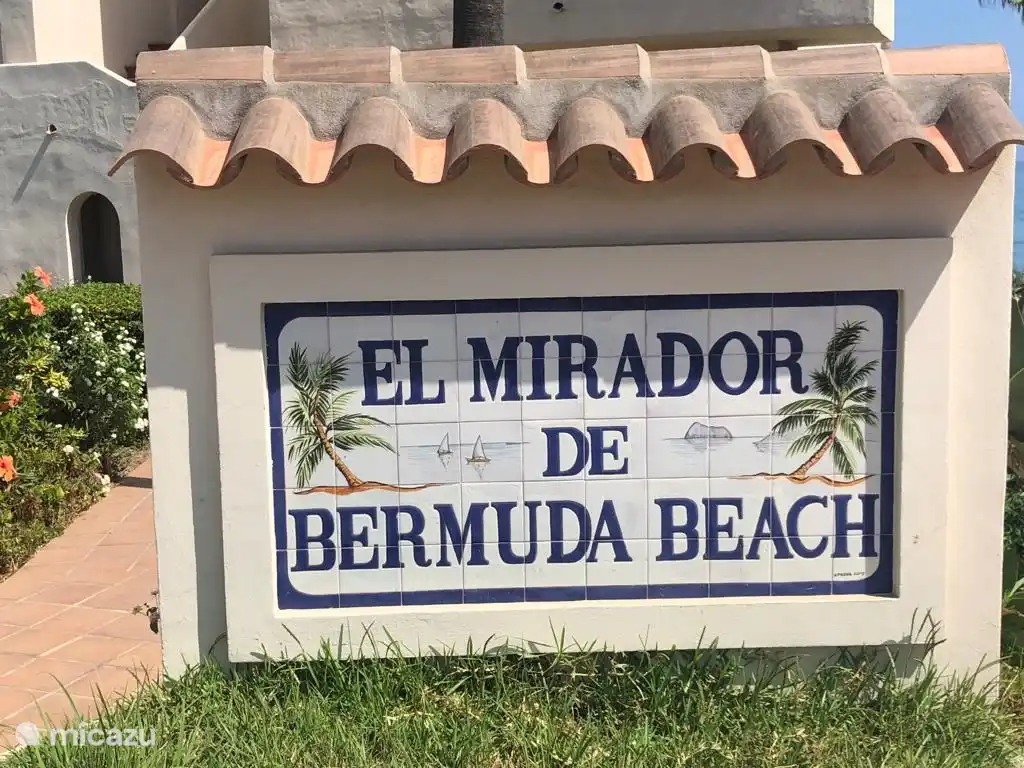 EL MIRADOR
DE
BERMUDA BEACH
micazu